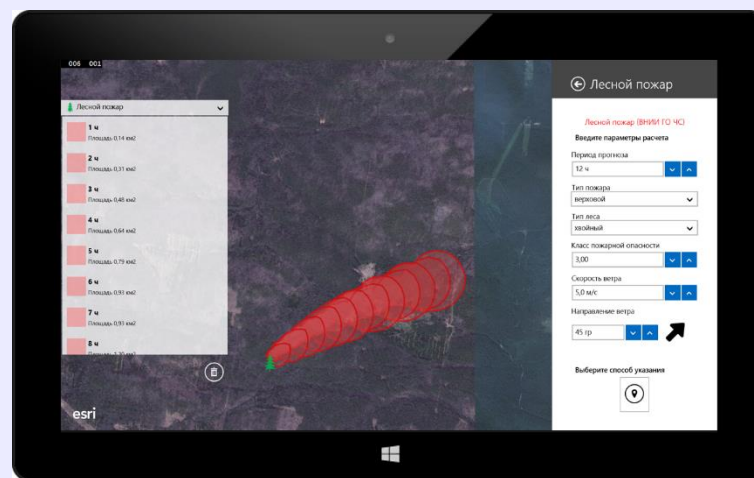 006 001
Лесной пожар
1 ч
Площадь 0,14 км2
2 ч
Площадь 0,31 км2
3 ч
Площадь 0,48 км2
4 ч
Площадь 0,64 км2
5 ч
Площадь 0,79 км2
6 ч
Площадь 0,93 км2
7 ч
Площадь 0,93 км2
8 ч
Площадь 1,20 км2
esri
Лесной пожар
Лесной пожар (ВНИИ ГО ЧС)
Введите параметры расчета
Период прогноза
12 ч
Тип пожара
верховой
Тип леса
хвойный
Класс пожарной опасности
3,00
Скорость ветра
5,0 м/с
Направление ветра
45 гр
Выберите способ указания